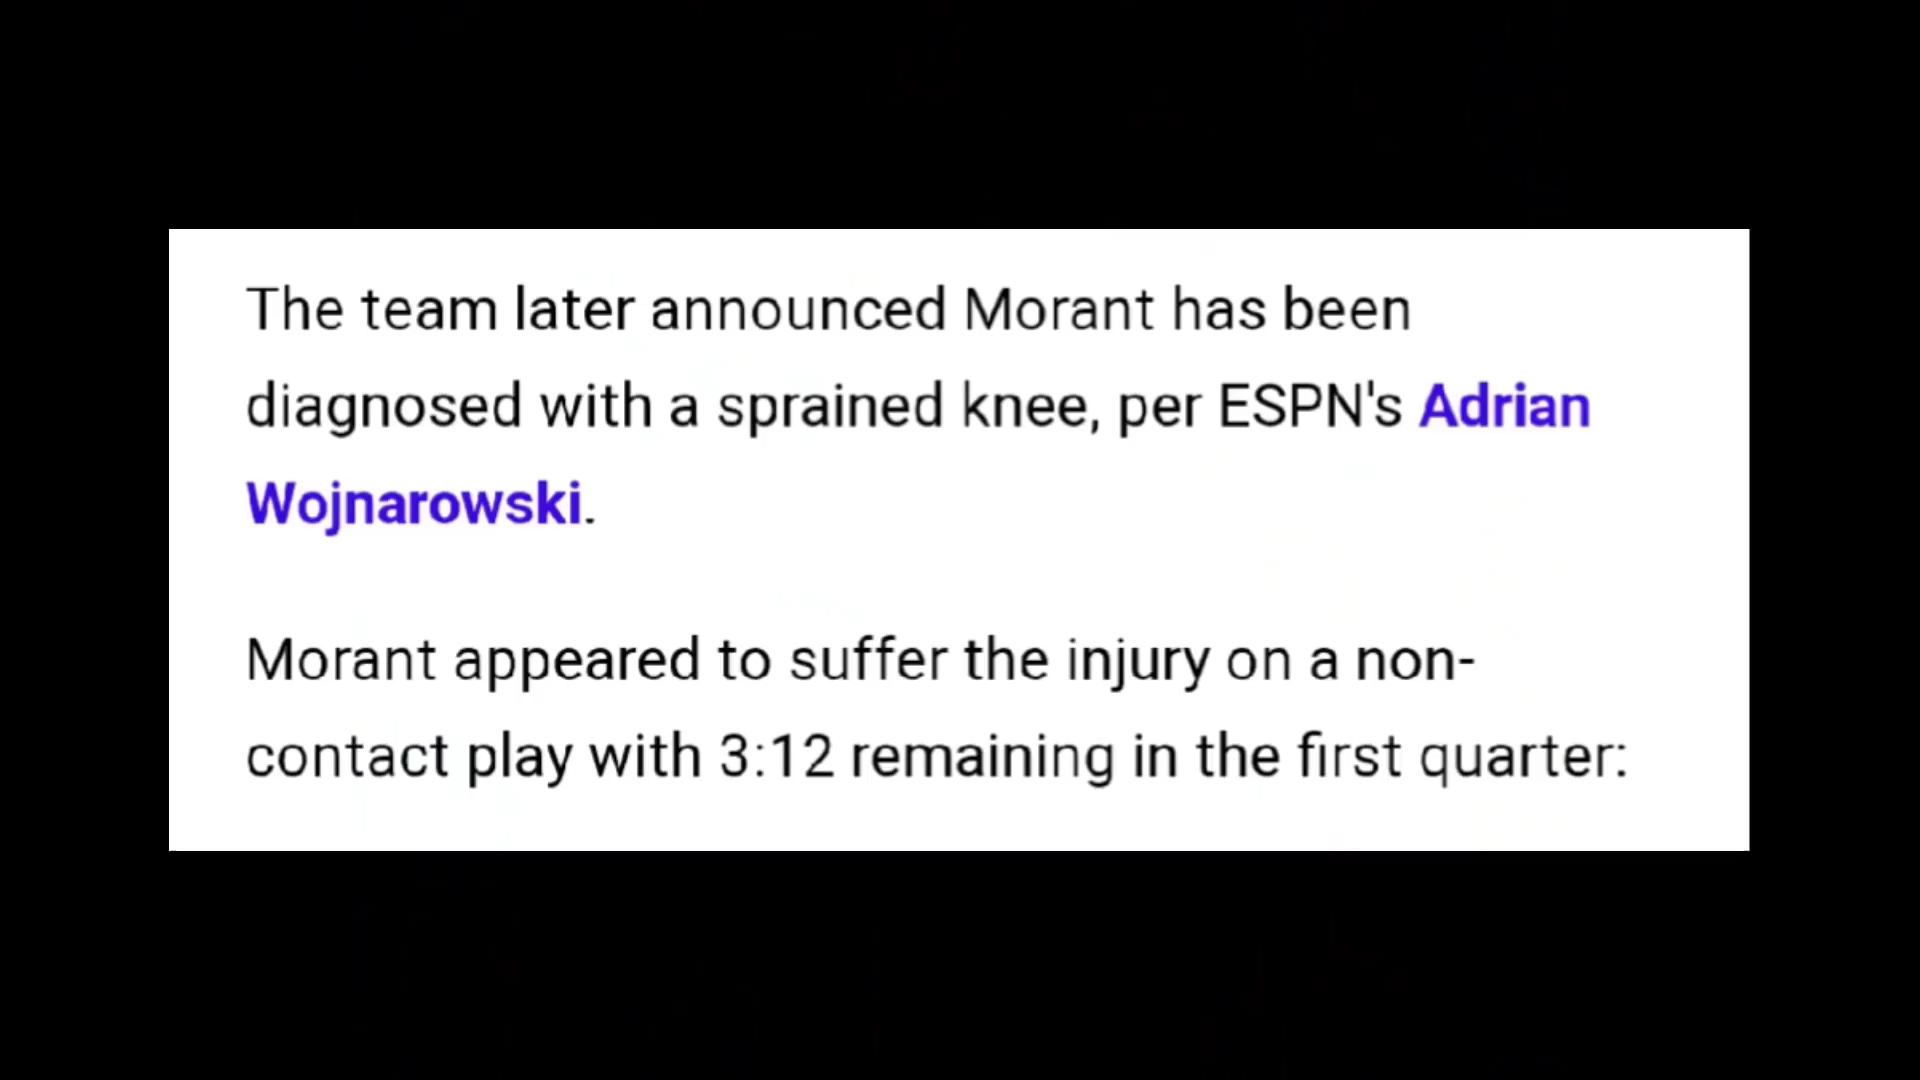 The team later announced Morant has been
diagnosed with a sprained knee, per ESPN's Adrian
Wojnarowski.
Morant appeared to suffer the injury on a non-
contact play with 3:12 remaining in the first quarter: